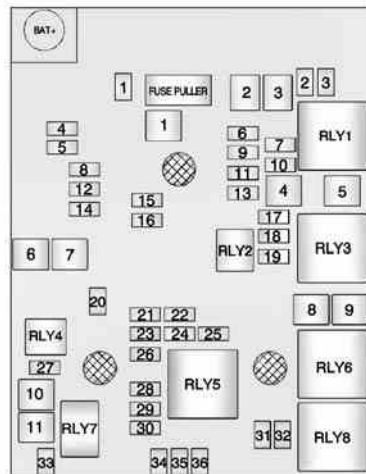 BAT+
1 FUSE PULLER 2 3 2 3
1
4 6 RLY1
5 9 7
8 11 10
12 13 4 5
14 15
16 17
RLY2 18 RLY3
6 7 19
20 8 9
21 22
RLY4 23 24 25
26 RLY5 RLY6
27
10 28
11 RLY7 29
30 31 32 RLY8
33 34 35 36